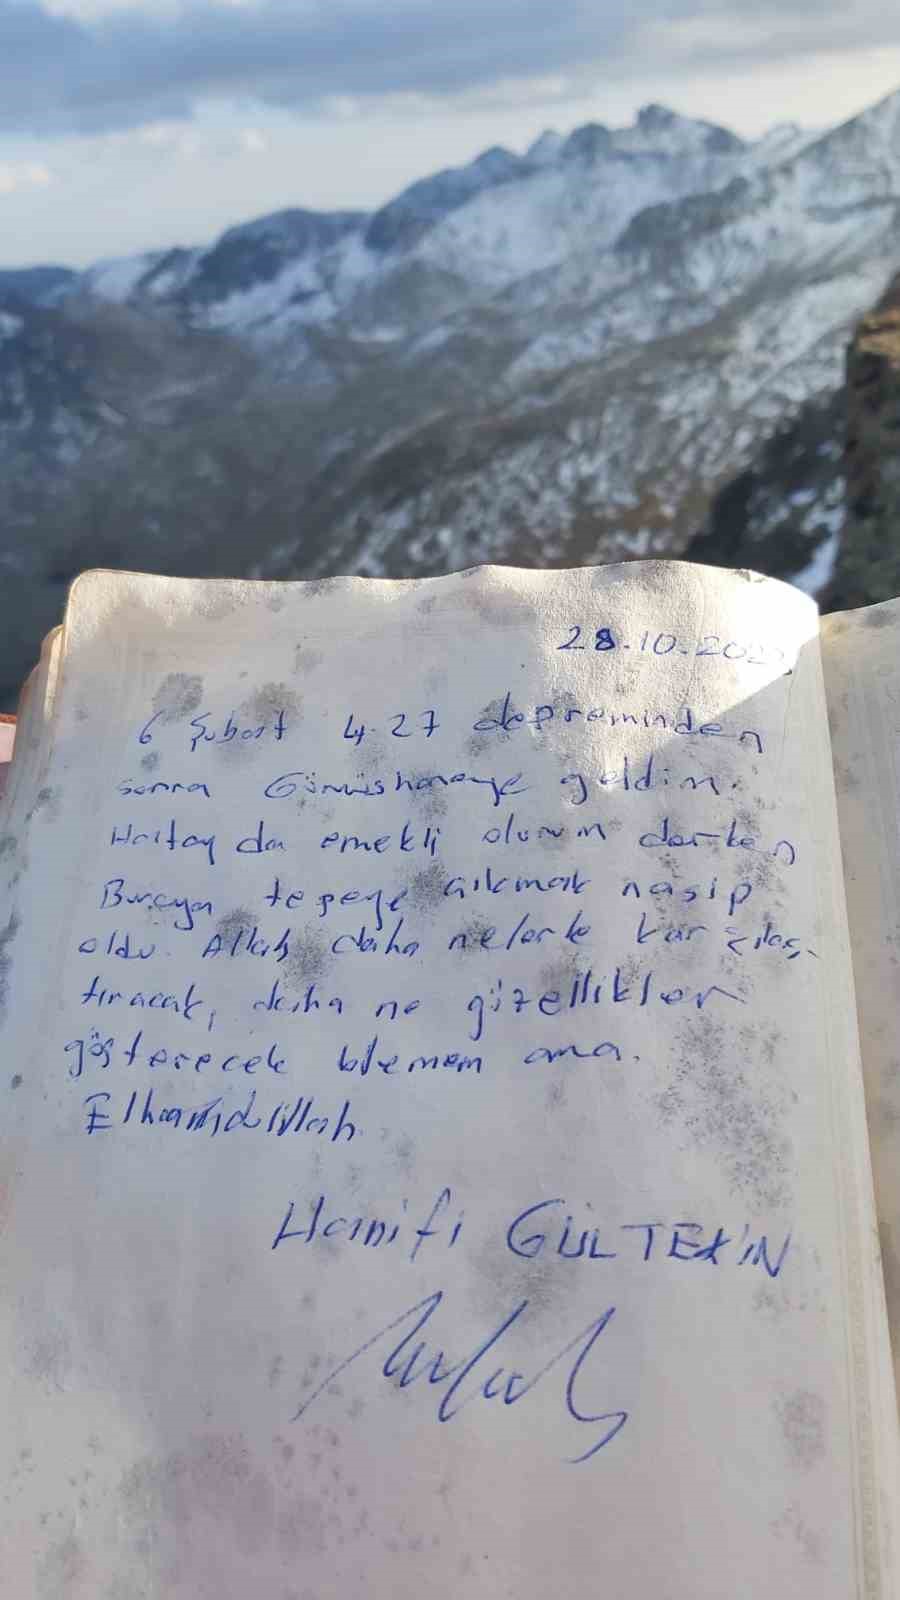 28.10.202
6 Şubat 4.27 depreminden
sonra Gümüşhaneye geldim.
Hatay da emekli olurum derken
Buraya tepeye çıkmak nasip
oldu. Allah daha nelerle karşılaş-
tıracak, daha ne güzellikler
gösterecek bilemem ama.
Elhamdulillah.
Hanifi GÜLTEKİN